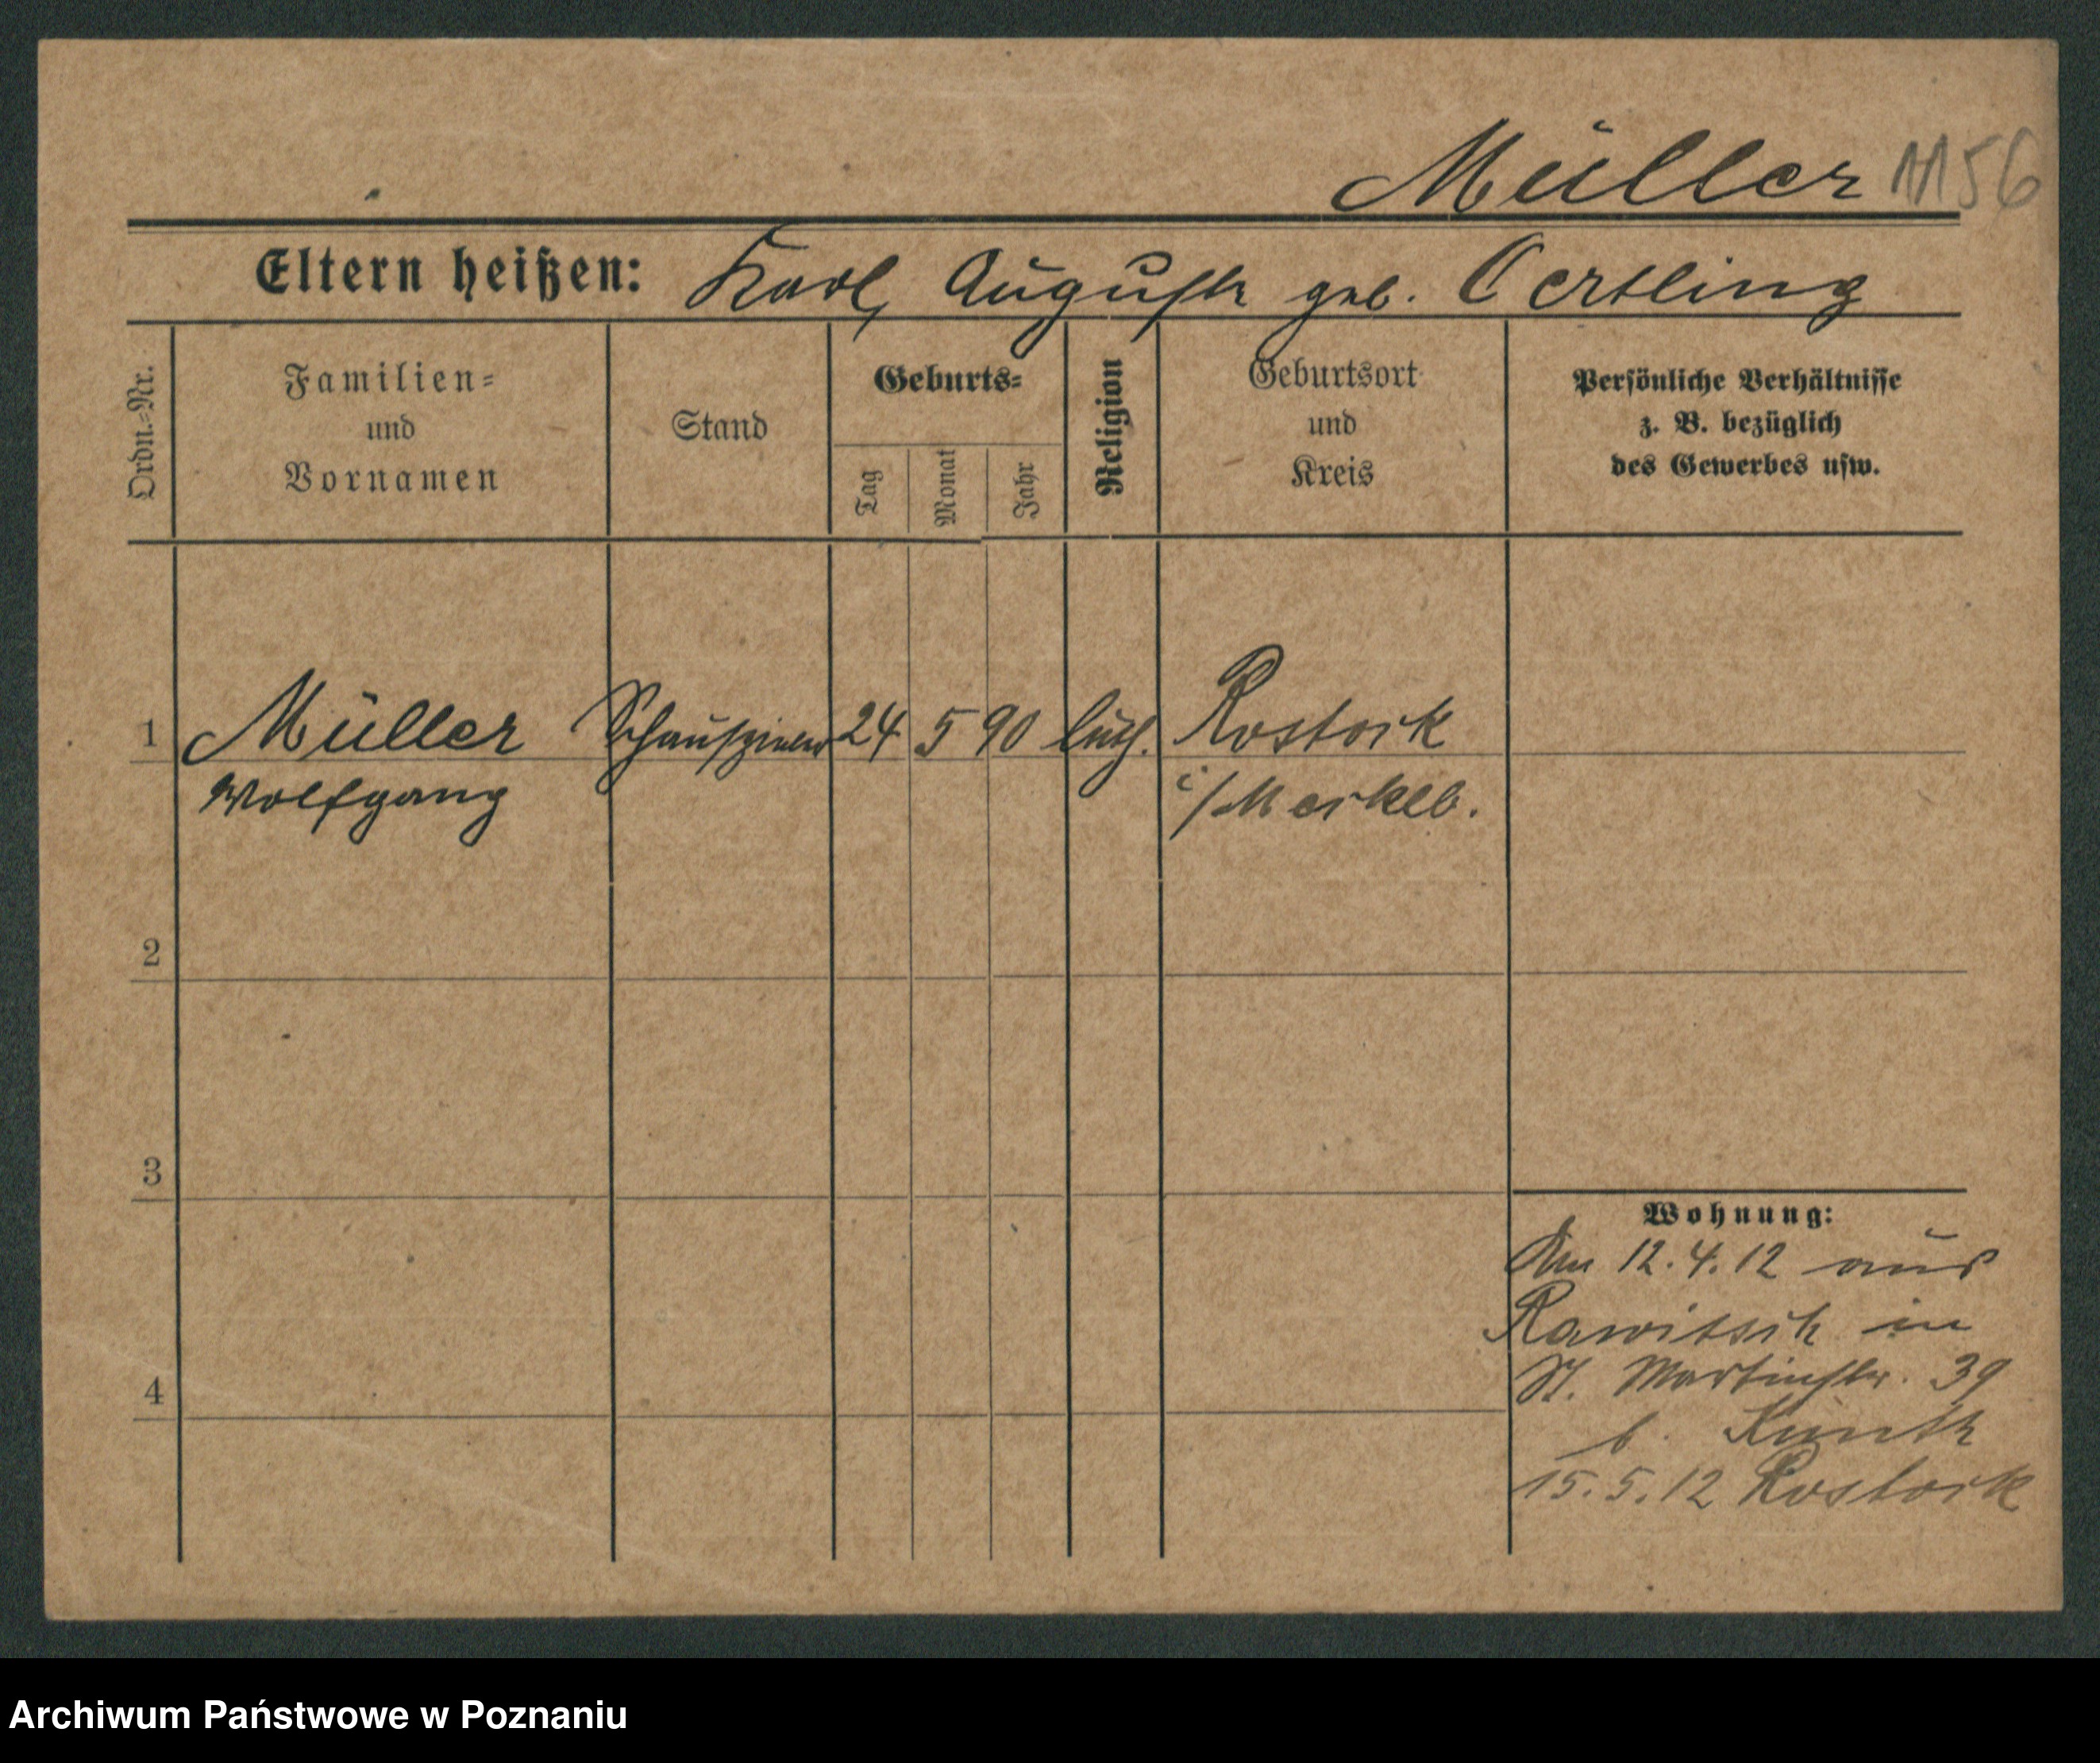 Müller 1156
Eltern heißen: Karl, Auguste geb. Oertling
Ordn.=Nr.
Familien=
und
Vornamen
Stand
Geburts=
Tag
Monat
Jahr
Religion
Geburtsort
und
Kreis
Persönliche Verhältnisse
z. B. bezüglich
des Gewerbes usw.
1 Müller Schauspieler 24 5 90 luth. Rostock
Wolfgang i/Mecklb.
2
3
4
Wohnung:
Am 12.4.12 aus
Rawitsch in
St. Martinstr. 39
b. Kunth
15.5.12 Rostock
Archiwum Państwowe w Poznaniu